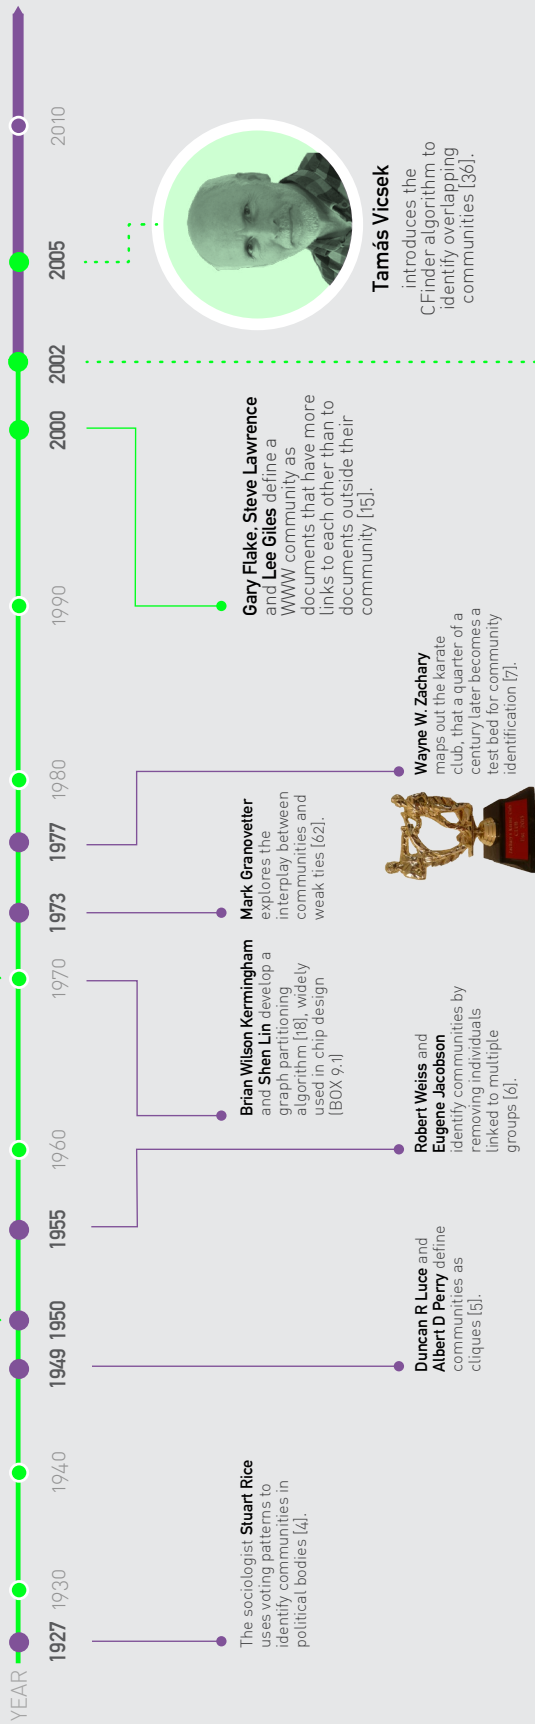 YEAR
1927
1930
1940
1949
1950
1955
1960
1970
1973
1977
1980
1990
2000
2002
2005
2010
The sociologist Stuart Rice
uses voting patterns to
identify communities in
political bodies [4].
Duncan R Luce and
Albert D Perry define
communities as
cliques [5].
Robert Weiss and
Eugene Jacobson
identify communities by
removing individuals
linked to multiple
groups [6].
Brian Wilson Kermingham
and Shen Lin develop a
graph partitioning
algorithm [18], widely
used in chip design
(BOX 9.1)
Mark Granovetter
explores the
interplay between
communities and
weak ties [62].
Wayne W. Zachary
maps out the karate
club, that a quarter of a
century later becomes a
test bed for community
identification [7].
Gary Flake, Steve Lawrence
and Lee Giles define a
WWW community as
documents that have more
links to each other than to
documents outside their
community [15].
Tamás Vicsek
introduces the
CFinder algorithm to
identify overlapping
communities [36].